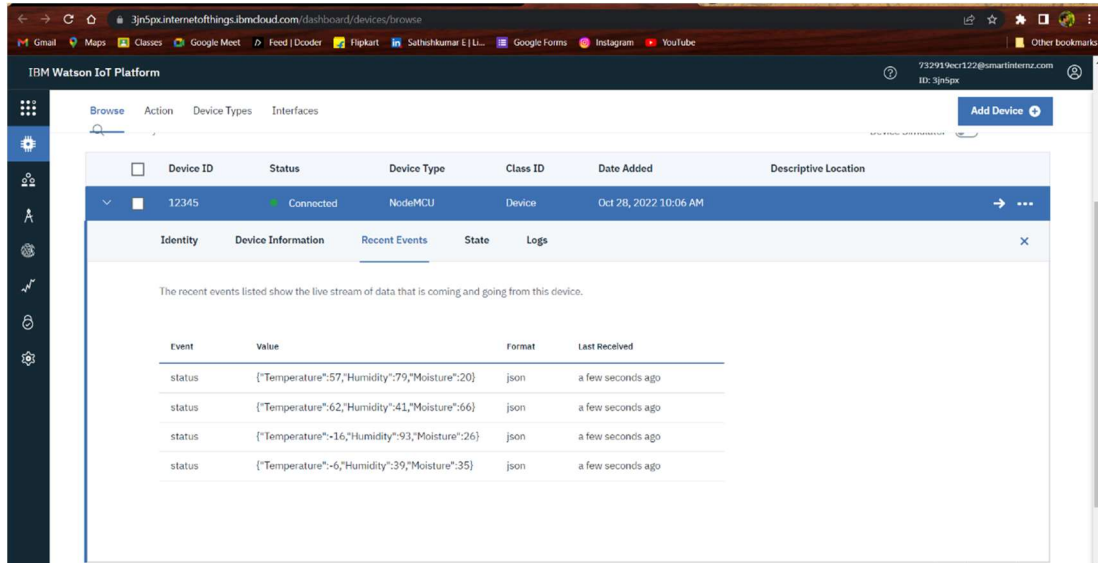 3jn5px.internetofthings.ibmcloud.com/dashboard/devices/browse
Gmail Maps Classes Google Meet Feed | Dcoder Flipkart Sathishkumar E | Li... Google Forms Instagram YouTube Other bookmarks
IBM Watson IoT Platform
732919ecr122@smartinternz.com
ID: 3jn5px
Browse Action Device Types Interfaces Add Device
Device Simulator
Device ID Status Device Type Class ID Date Added Descriptive Location
12345 Connected NodeMCU Device Oct 28, 2022 10:06 AM
Identity Device Information Recent Events State Logs
The recent events listed show the live stream of data that is coming and going from this device.
Event Value Format Last Received
status {"Temperature":57,"Humidity":79,"Moisture":20} json a few seconds ago
status {"Temperature":62,"Humidity":41,"Moisture":66} json a few seconds ago
status {"Temperature":-16,"Humidity":93,"Moisture":26} json a few seconds ago
status {"Temperature":-6,"Humidity":39,"Moisture":35} json a few seconds ago